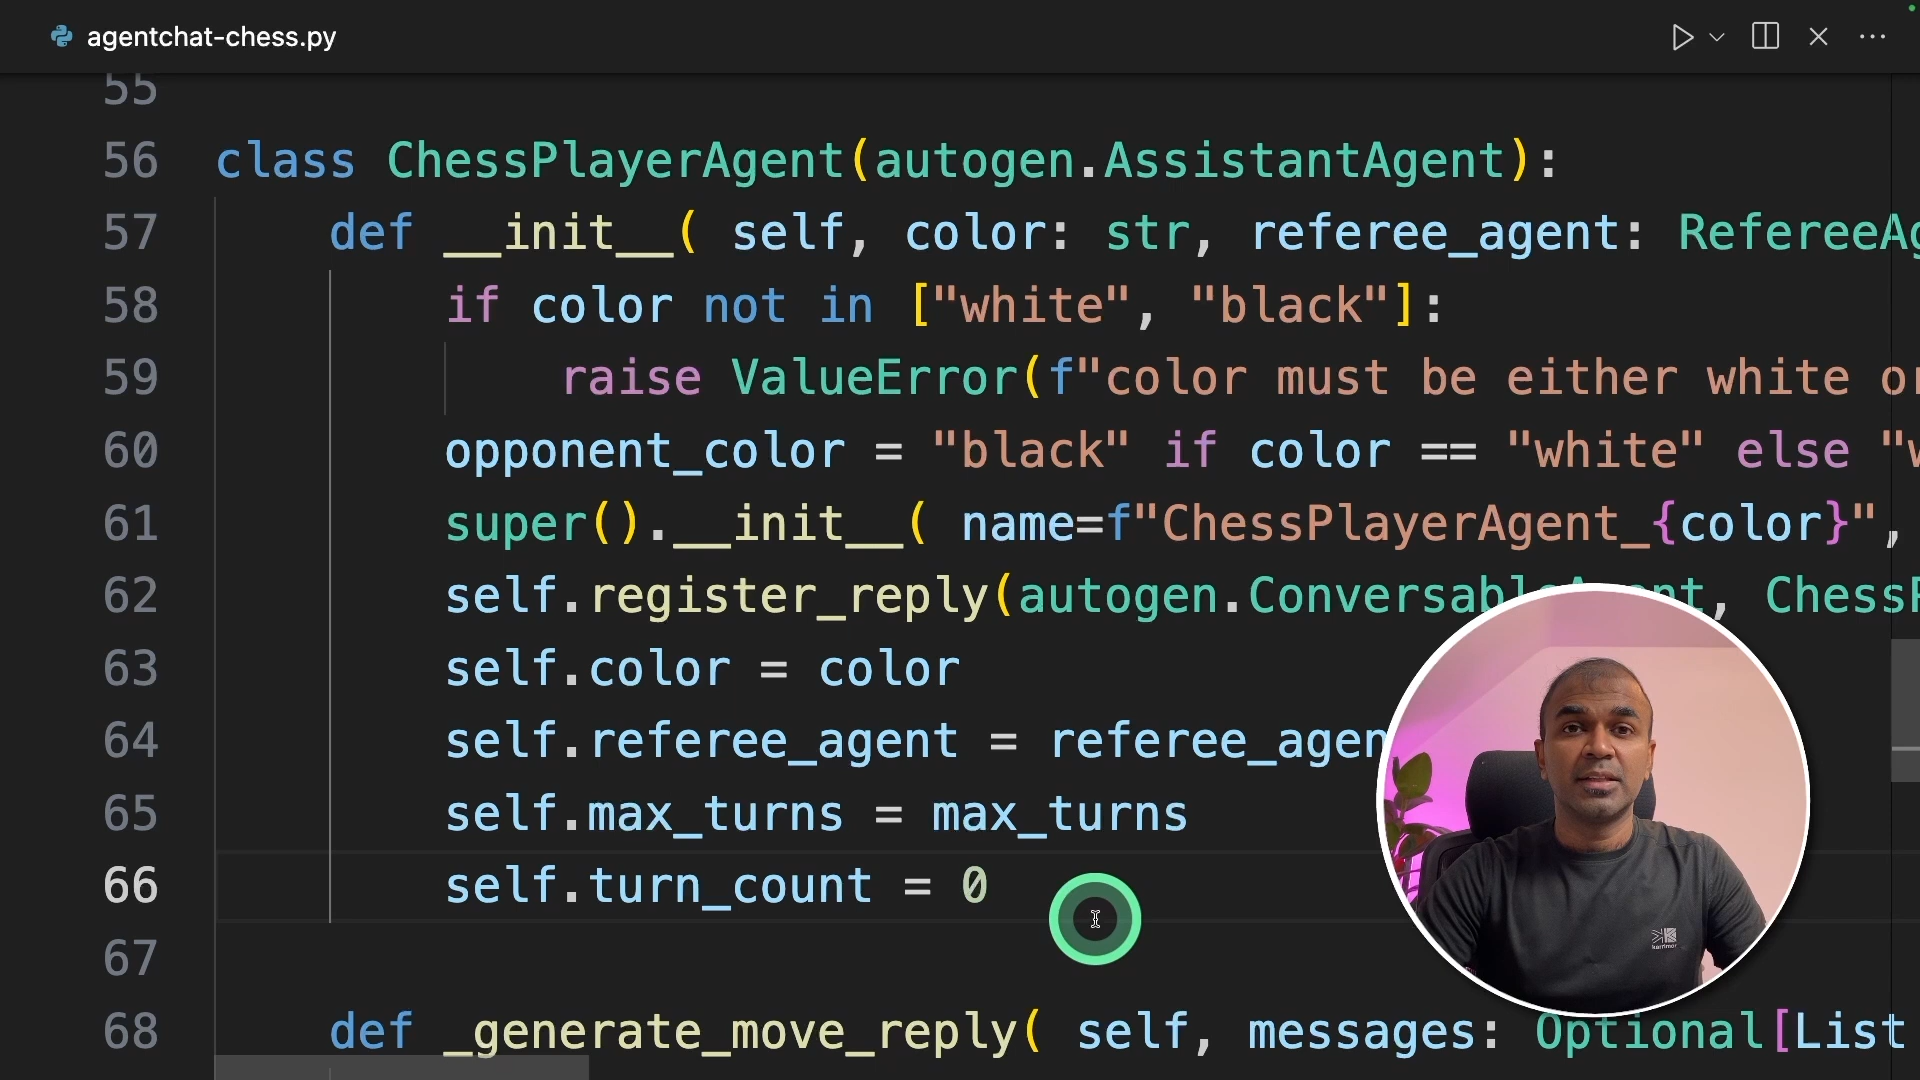 agentchat-chess.py
55
56 class ChessPlayerAgent(autogen.AssistantAgent):
57 def __init__( self, color: str, referee_agent: RefereeAg
58 if color not in ["white", "black"]:
59 raise ValueError(f"color must be either white or
60 opponent_color = "black" if color == "white" else "w
61 super().__init__( name=f"ChessPlayerAgent_{color}",
62 self.register_reply(autogen.ConversableAgent, ChessP
63 self.color = color
64 self.referee_agent = referee_agen
65 self.max_turns = max_turns
66 self.turn_count = 0
67
68 def _generate_move_reply( self, messages: Optional[List
karrimor